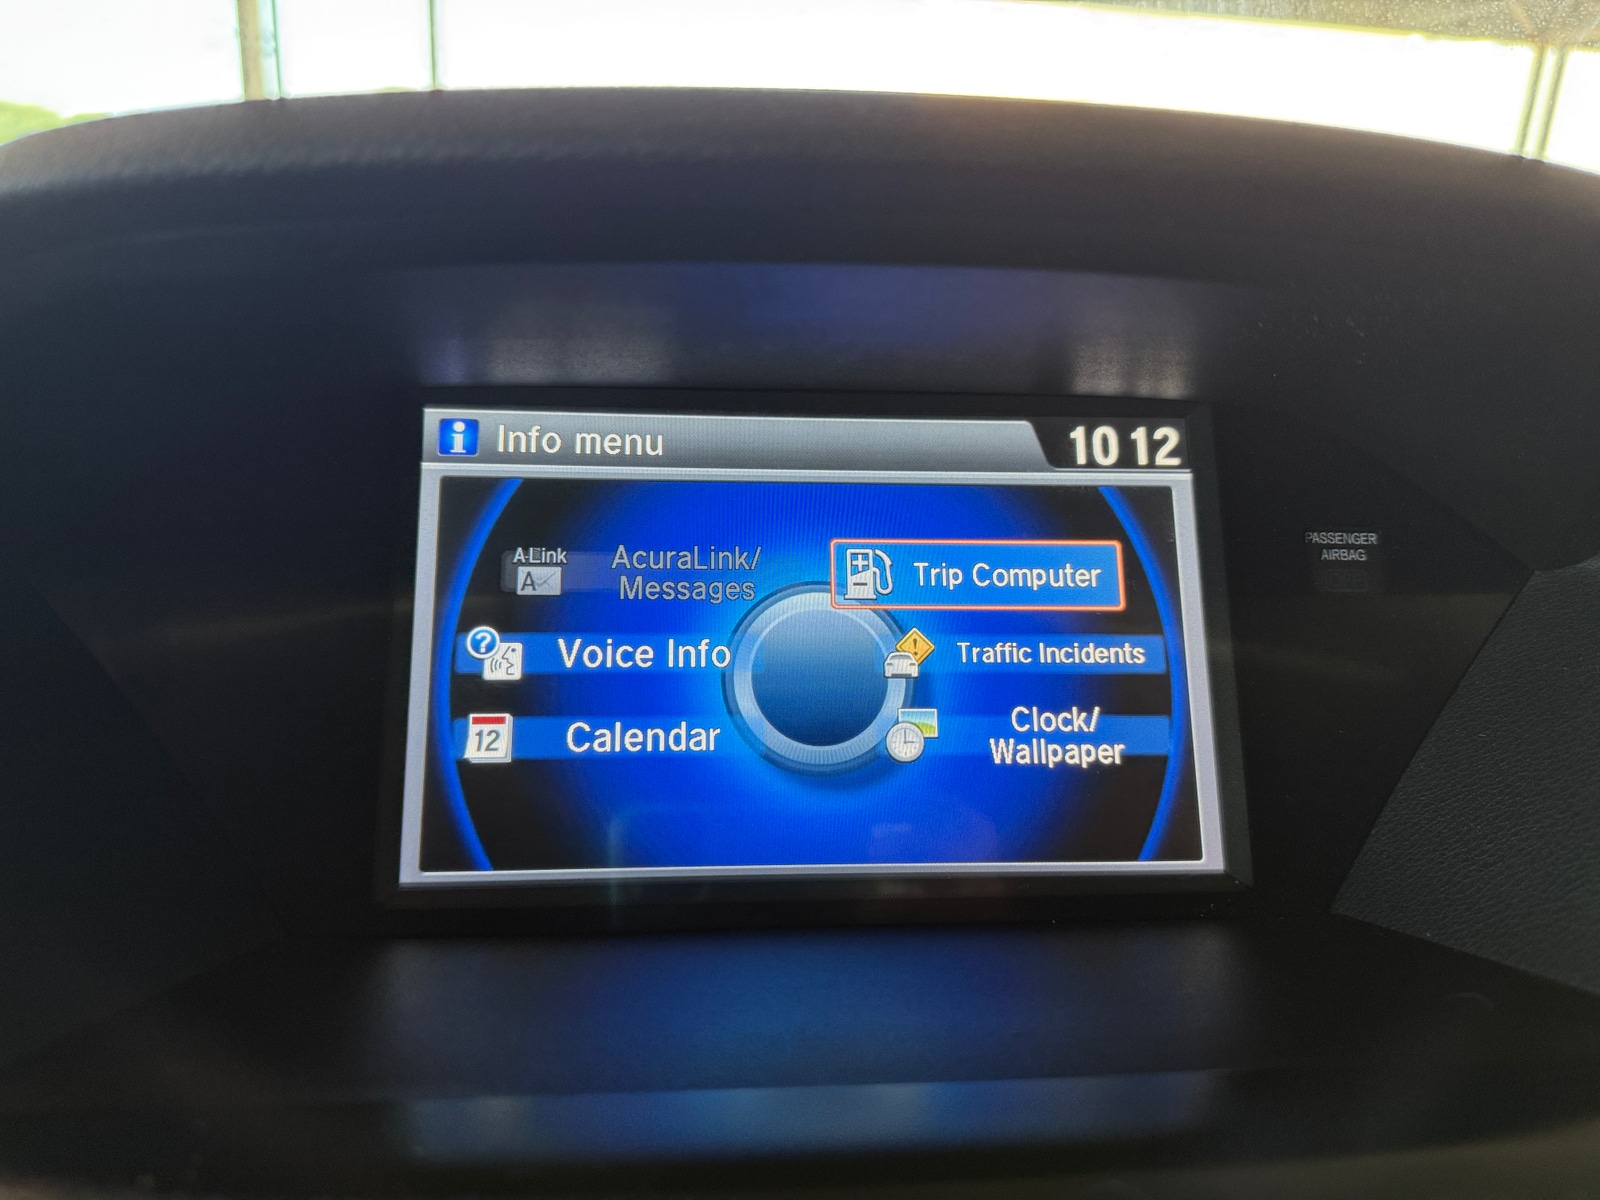 Info menu
10 12
A-Link
A
AcuraLink/
Messages
Trip Computer
Voice Info
Traffic Incidents
12
Calendar
Clock/
Wallpaper
PASSENGER
AIRBAG